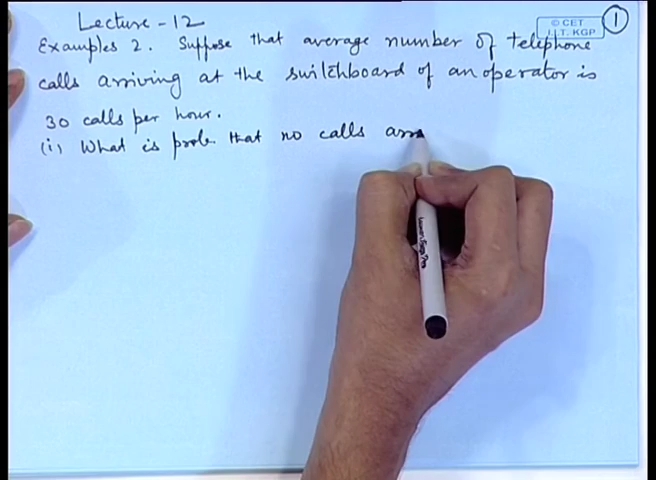 Lecture - 12
© CET
I.I.T. KGP
1
Examples 2. Suppose that average number of telephone
calls arriving at the switchboard of an operator is
30 calls per hour.
(i) What is prob. that no calls arr